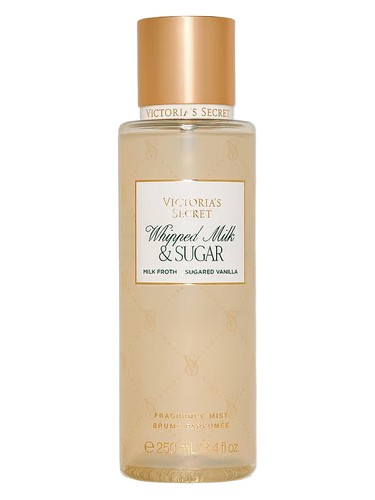 VICTORIA'S SECRET
VICTORIA'S
SECRET
Whipped Milk
& SUGAR
MILK FROTH SUGARED VANILLA
FRAGRANCE MIST
BRUME PARFUMÉE
℮ 250 mL / 8.4 fl oz